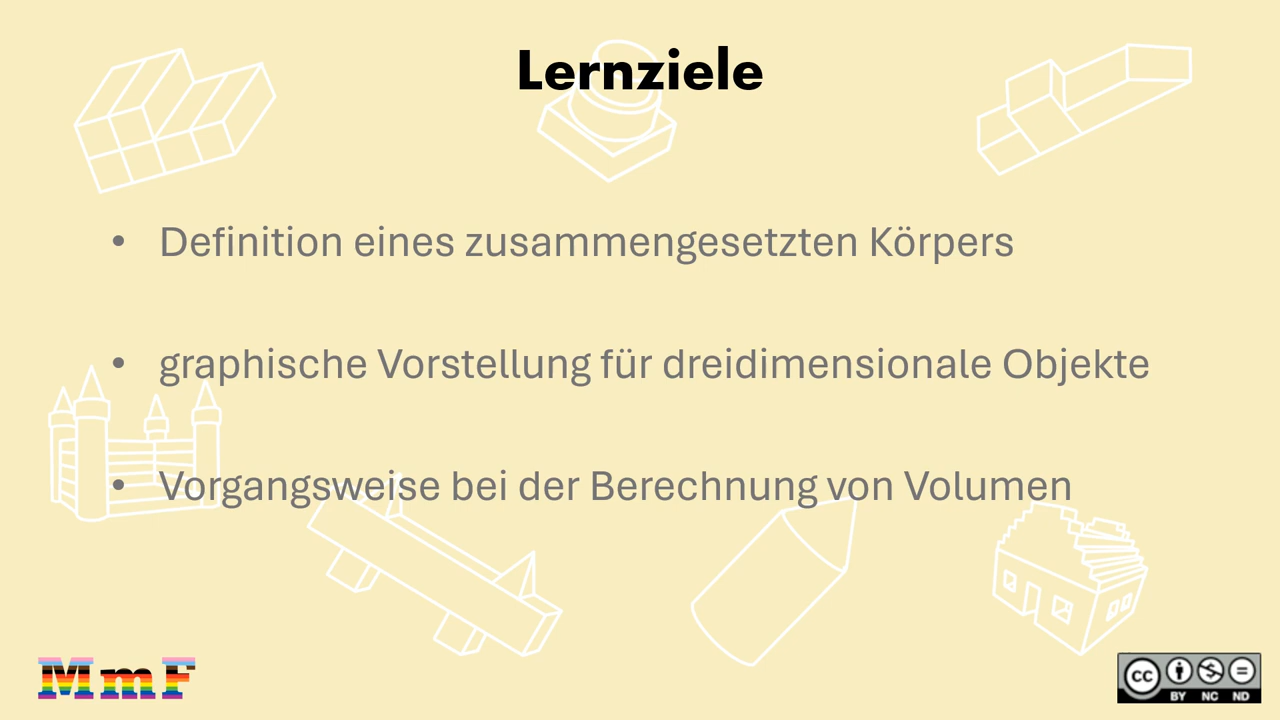 Lernziele
• Definition eines zusammengesetzten Körpers
• graphische Vorstellung für dreidimensionale Objekte
• Vorgangsweise bei der Berechnung von Volumen
MmF
cc
BY NC ND